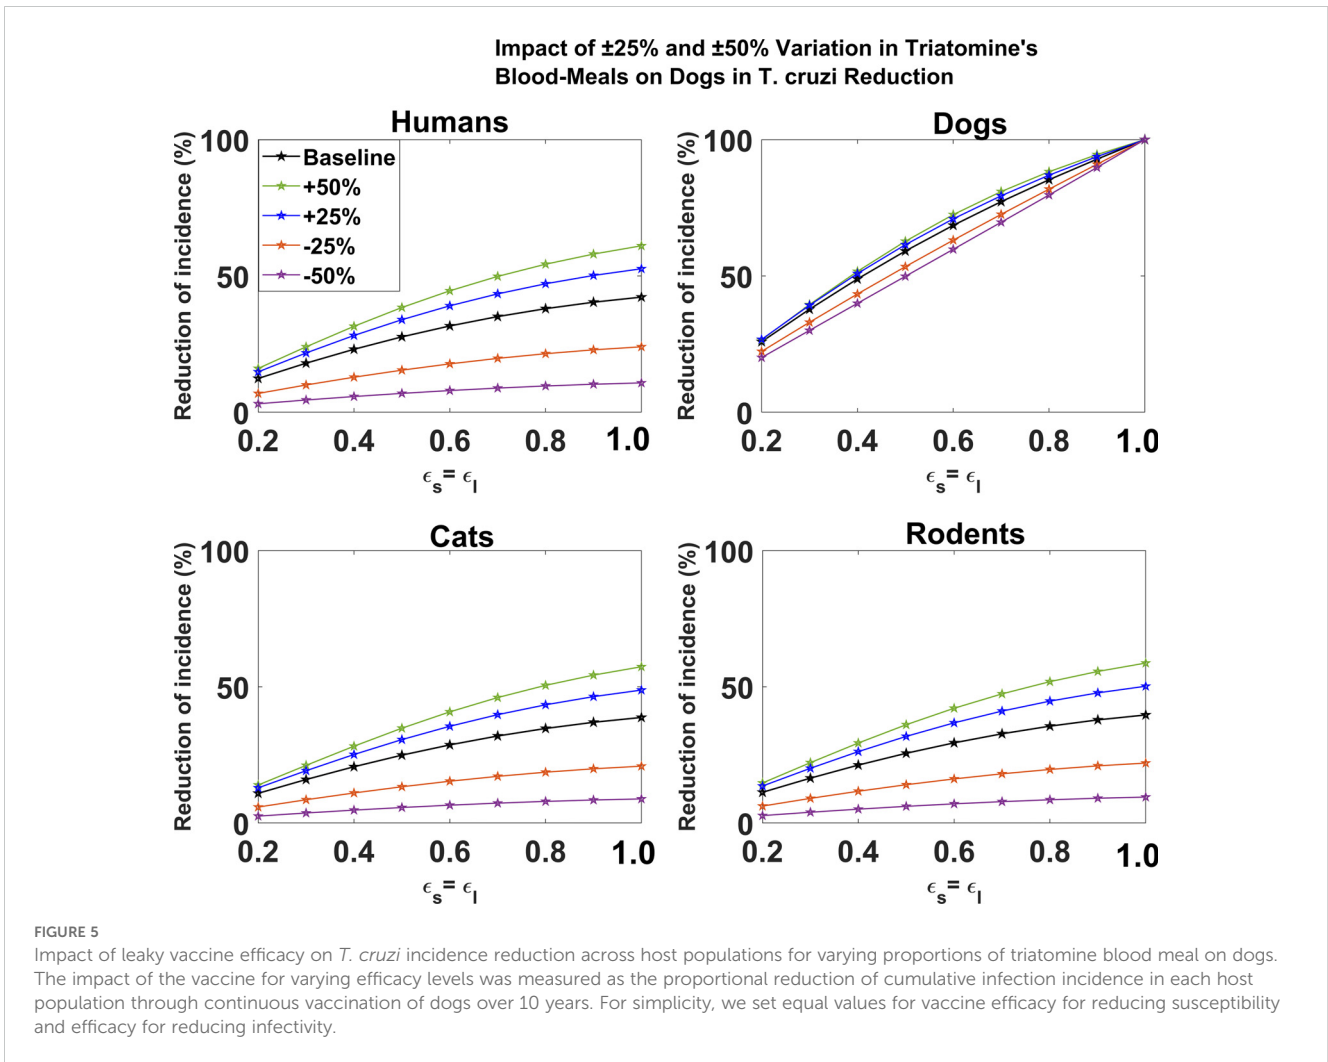 Impact of ±25% and ±50% Variation in Triatomine's
Blood-Meals on Dogs in T. cruzi Reduction
Humans
Reduction of incidence (%)
100
50
0
Baseline
+50%
+25%
-25%
-50%
0.2 0.4 0.6 0.8 1.0
ϵs= ϵI
Dogs
Reduction of incidence (%)
100
50
0
0.2 0.4 0.6 0.8 1.0
ϵs= ϵI
Cats
Reduction of incidence (%)
100
50
0
0.2 0.4 0.6 0.8 1.0
ϵs= ϵI
Rodents
Reduction of incidence (%)
100
50
0
0.2 0.4 0.6 0.8 1.0
ϵs= ϵI
FIGURE 5
Impact of leaky vaccine efficacy on T. cruzi incidence reduction across host populations for varying proportions of triatomine blood meal on dogs.
The impact of the vaccine for varying efficacy levels was measured as the proportional reduction of cumulative infection incidence in each host
population through continuous vaccination of dogs over 10 years. For simplicity, we set equal values for vaccine efficacy for reducing susceptibility
and efficacy for reducing infectivity.